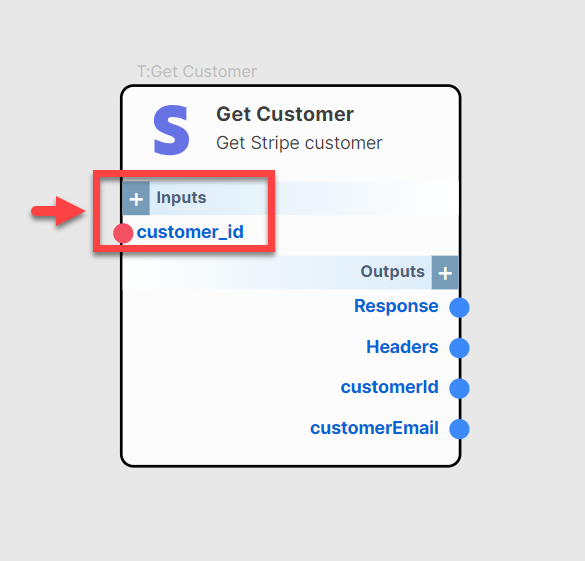 T:Get Customer
Get Customer
Get Stripe customer
+ Inputs
customer_id
Outputs +
Response
Headers
customerId
customerEmail